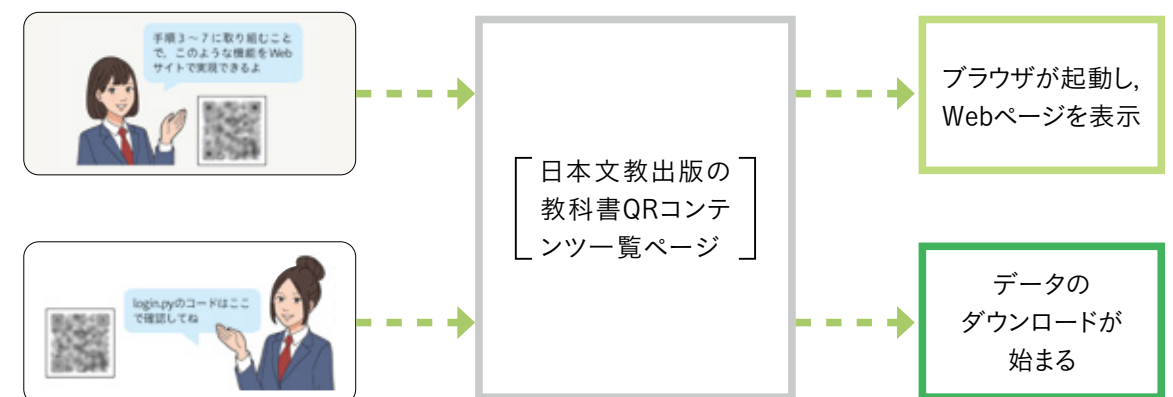 手順３～７に取り組むこと
で，このような機能をWeb
サイトで実現できるよ
login.pyのコードはここ
で確認してね
日本文教出版の
教科書QRコンテ
ンツ一覧ページ
ブラウザが起動し，
Webページを表示
データの
ダウンロードが
始まる